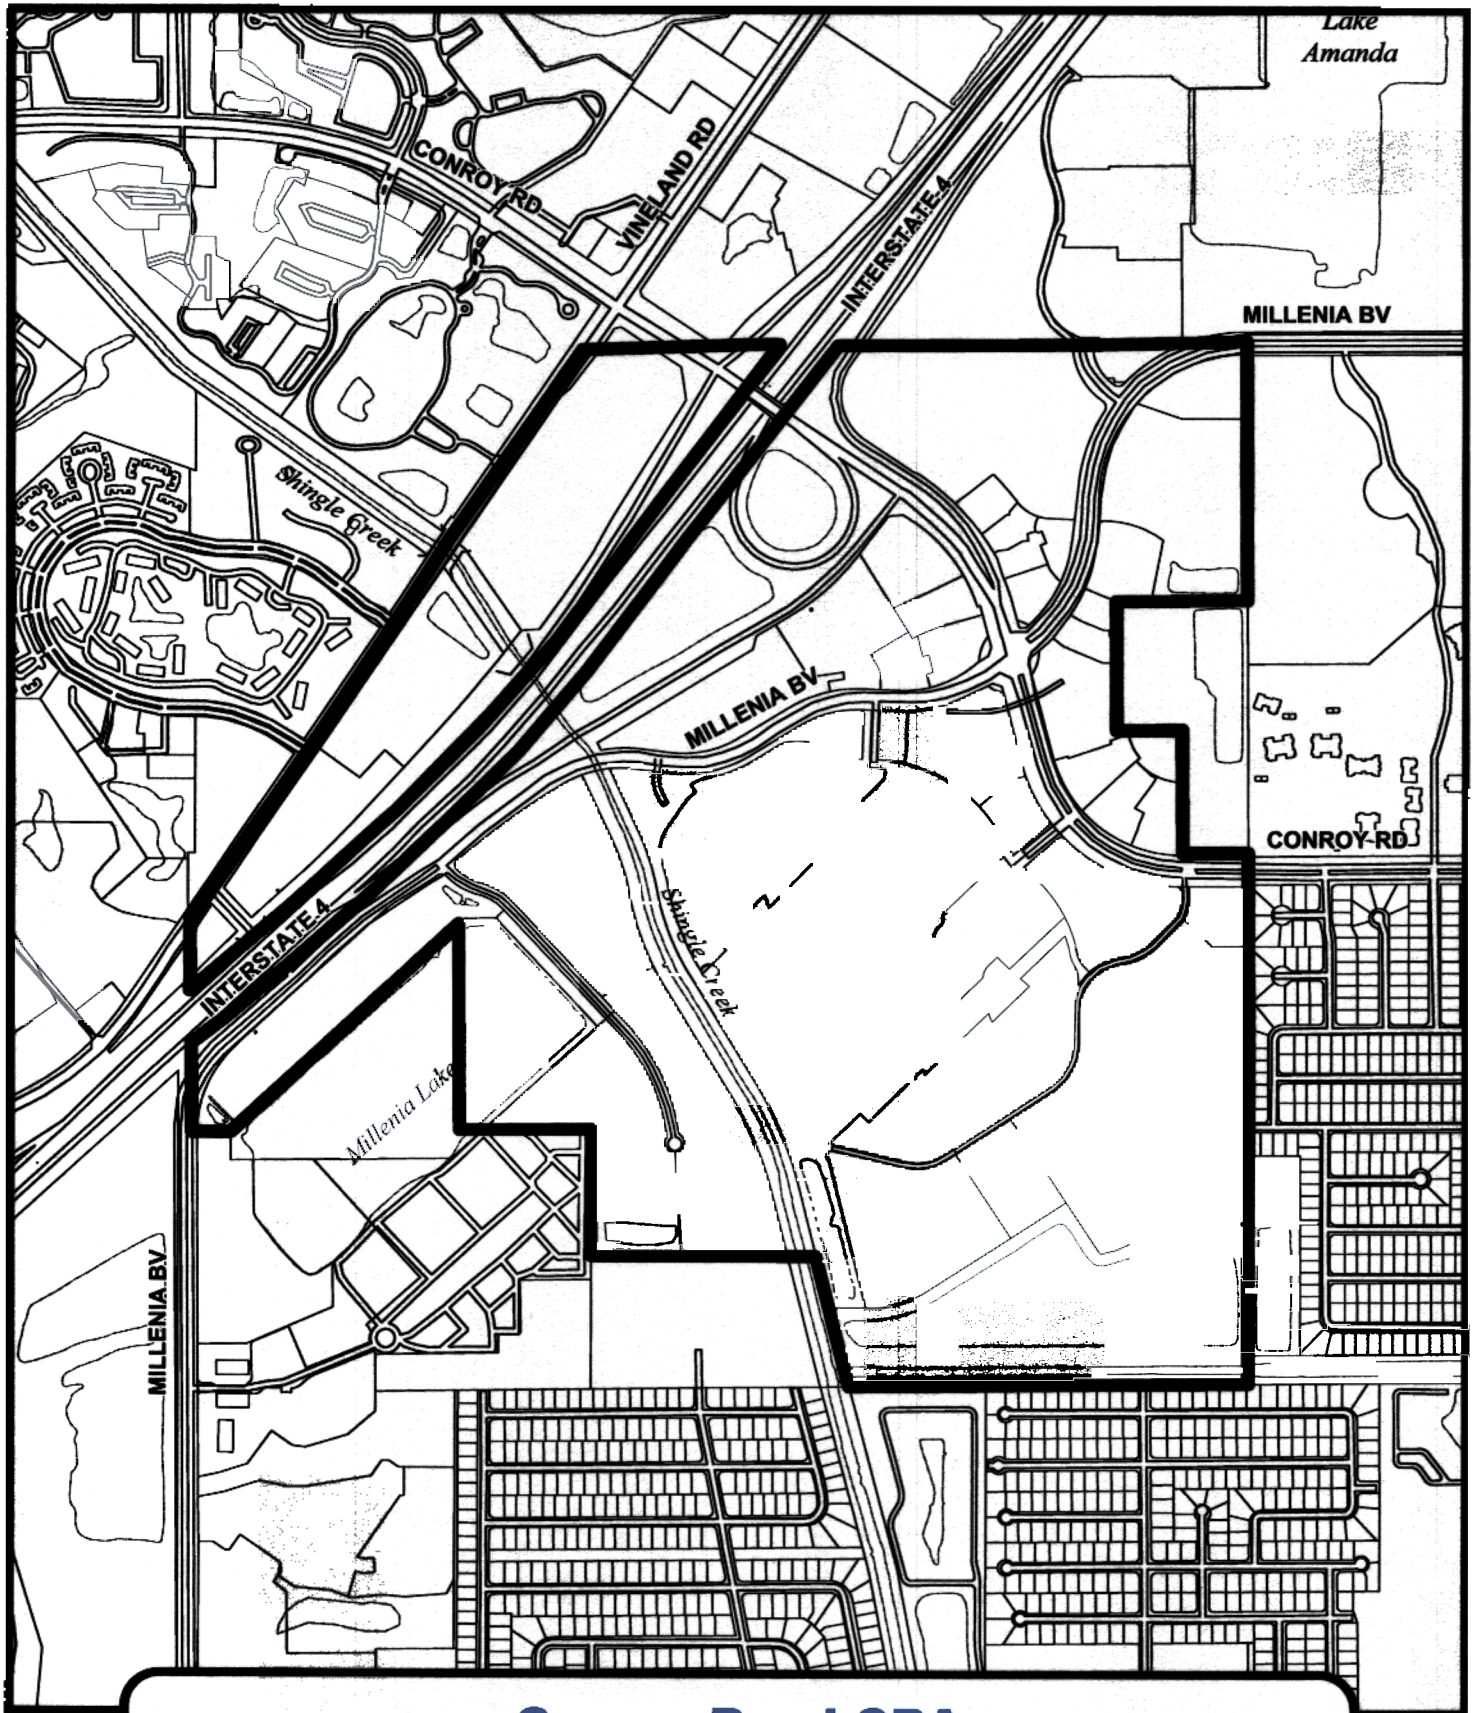 Lake
Amanda
CONROY RD
VINELAND RD
INTERSTATE 4
MILLENIA BV
Shingle Creek
MILLENIA BV
CONROY RD
Shingle Creek
INTERSTATE 4
Millenia Lake
MILLENIA BV